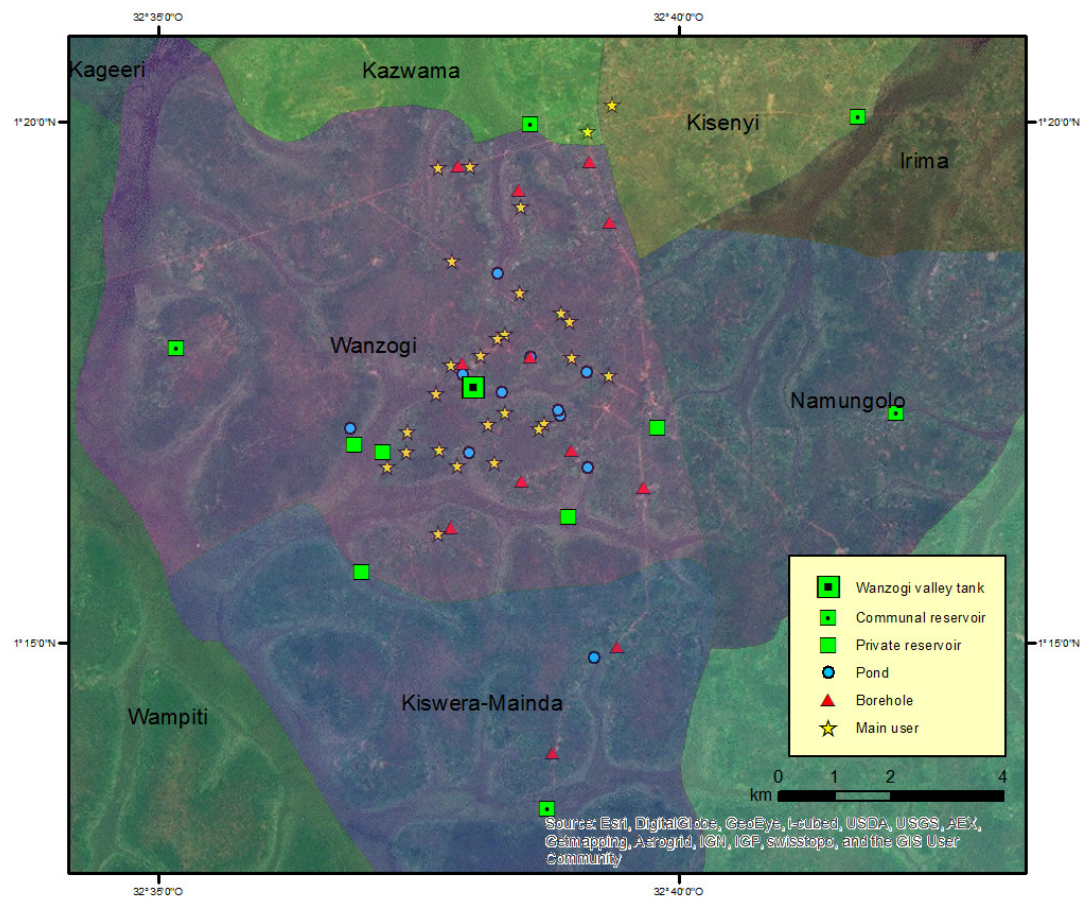 32°35'0"O 32°40'0"O
Kageeri
Kazwama
1°20'0"N
Kisenyi
1°20'0"N
Irima
Wanzogi
Namungolo
Wanzogi valley tank
Communal reservoir
1°15'0"N
Private reservoir
1°15'0"N
Pond
Borehole
Main user
Kiswera-Mainda
Wampiti
0 1 2 4
km
Source: Esri, DigitalGlobe, GeoEye, i-cubed, USDA, USGS, AEX,
Getmapping, Aerogrid, IGN, IGP, swisstopo, and the GIS User
Community
32°35'0"O 32°40'0"O